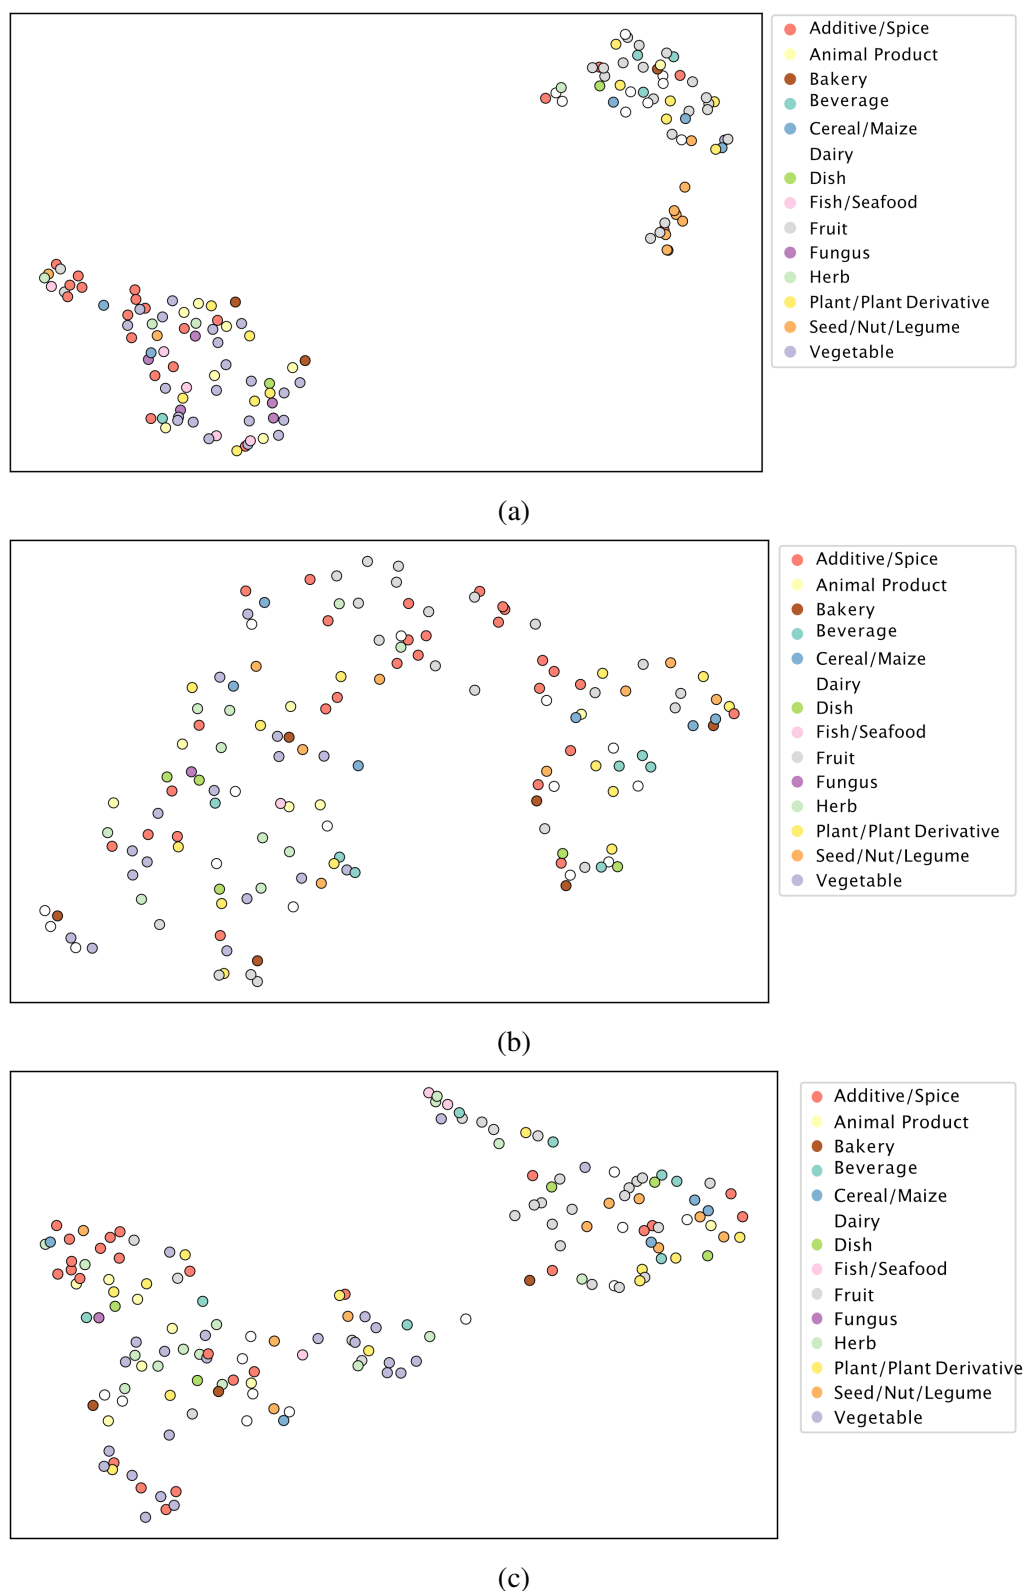 Additive/Spice
Animal Product
Bakery
Beverage
Cereal/Maize
Dairy
Dish
Fish/Seafood
Fruit
Fungus
Herb
Plant/Plant Derivative
Seed/Nut/Legume
Vegetable
(a)
Additive/Spice
Animal Product
Bakery
Beverage
Cereal/Maize
Dairy
Dish
Fish/Seafood
Fruit
Fungus
Herb
Plant/Plant Derivative
Seed/Nut/Legume
Vegetable
(b)
Additive/Spice
Animal Product
Bakery
Beverage
Cereal/Maize
Dairy
Dish
Fish/Seafood
Fruit
Fungus
Herb
Plant/Plant Derivative
Seed/Nut/Legume
Vegetable
(c)